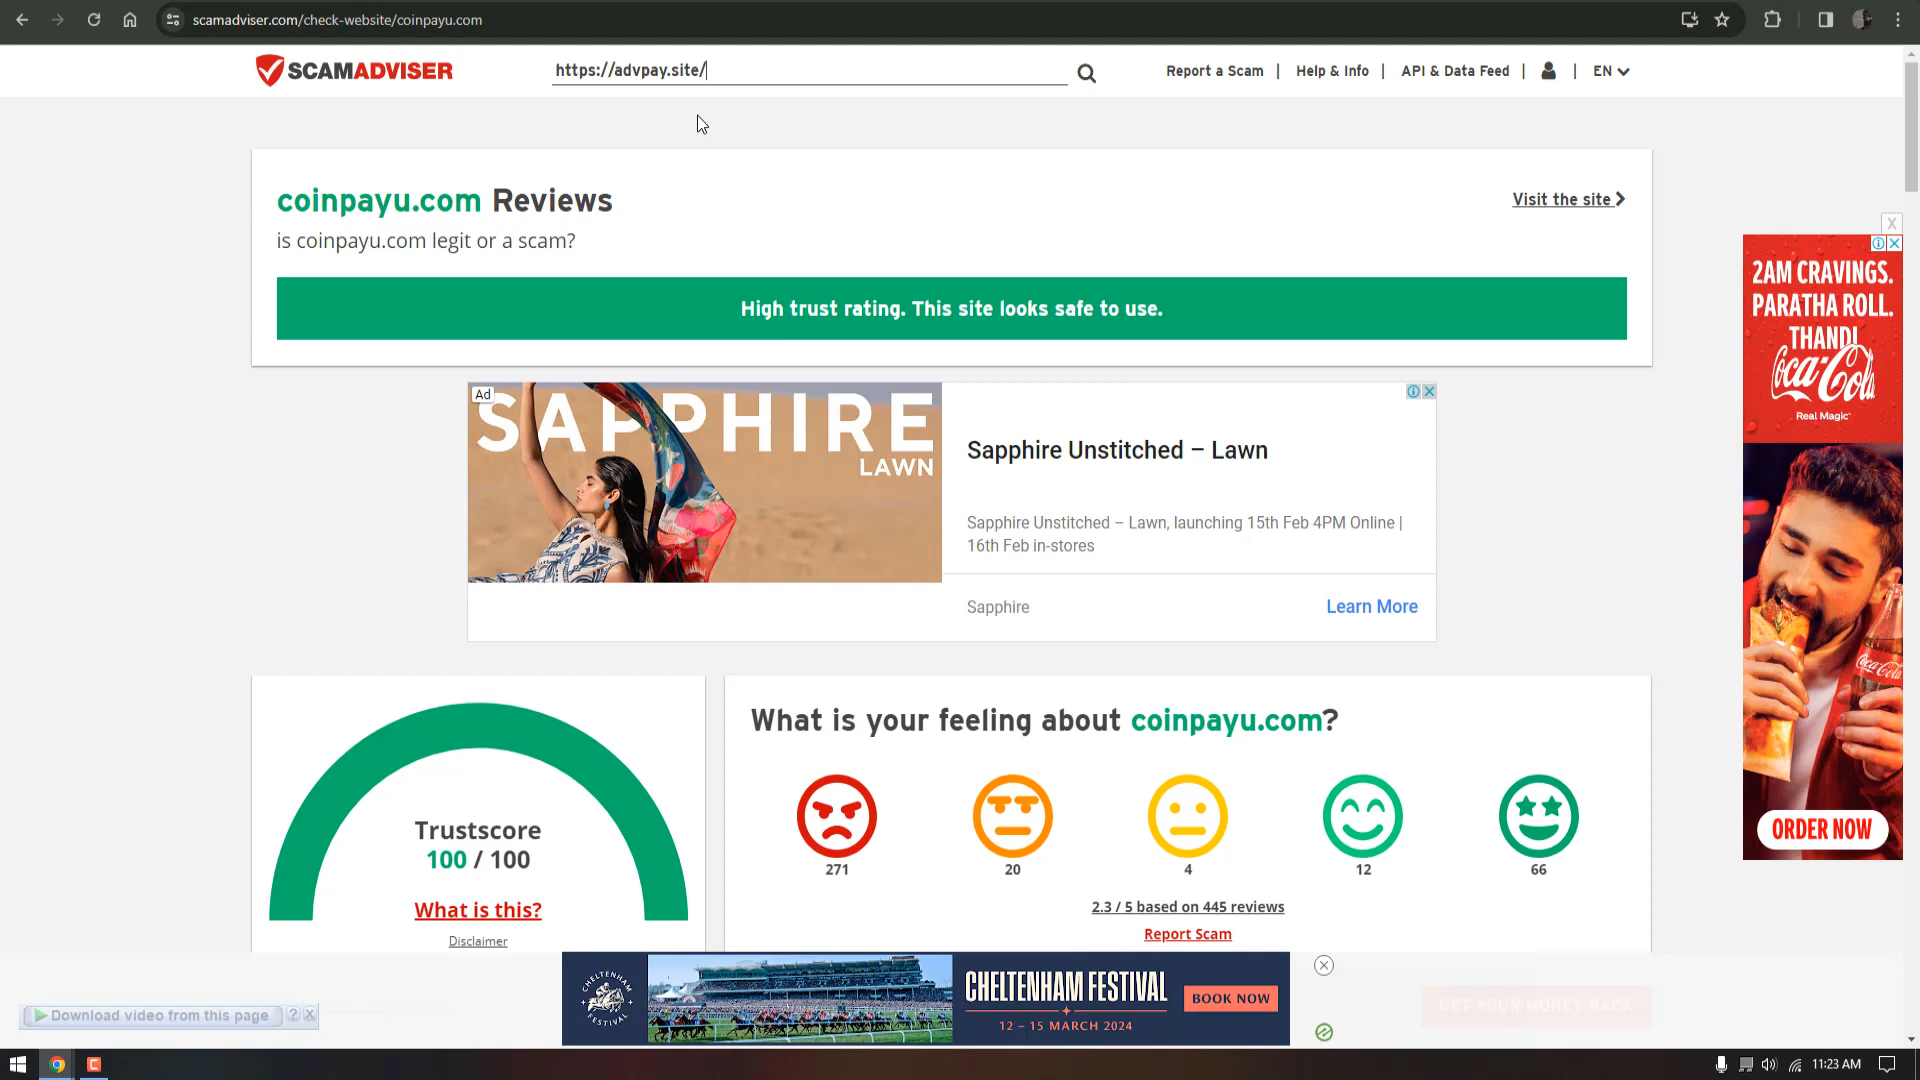 scamadviser.com/check-website/coinpayu.com
SCAMADVISER
https://advpay.site/
Report a Scam | Help & Info | API & Data Feed | | EN
coinpayu.com Reviews
Visit the site
is coinpayu.com legit or a scam?
High trust rating. This site looks safe to use.
Ad
SAPPHIRE
LAWN
Sapphire Unstitched – Lawn
Sapphire Unstitched – Lawn, launching 15th Feb 4PM Online |
16th Feb in-stores
Sapphire
Learn More
X
2AM CRAVINGS.
PARATHA ROLL.
THANDI
Coca-Cola
Real Magic
Coca-Cola
ORDER NOW
Trustscore
100 / 100
What is this?
Disclaimer
What is your feeling about coinpayu.com?
271
20
4
12
66
2.3 / 5 based on 445 reviews
Report Scam
THE FESTIVAL
CHELTENHAM FESTIVAL
12 – 15 MARCH 2024
BOOK NOW
GET YOUR MONEY BACK
Download video from this page ? X
11:23 AM